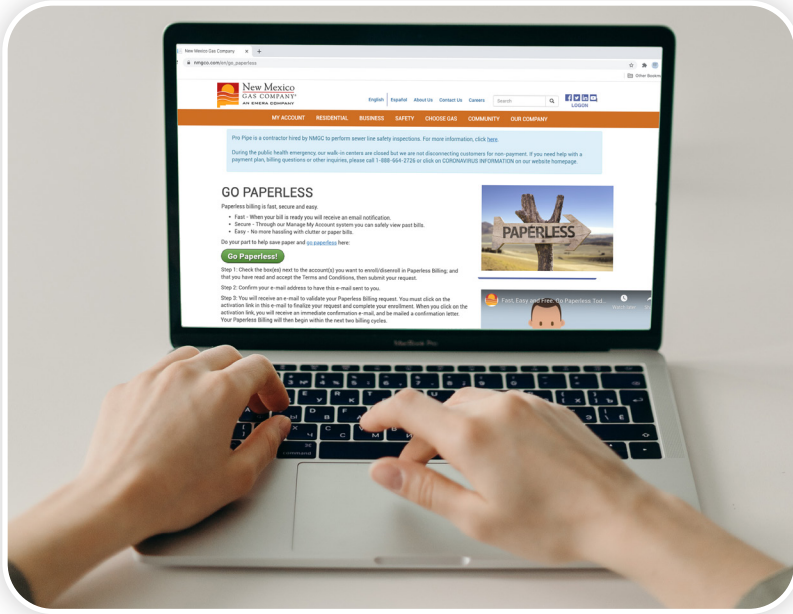 New Mexico Gas Company
nmgco.com/en/go_paperless
Other Bookm
New Mexico
GAS COMPANY
AN EMERA COMPANY
English Español About Us Contact Us Careers Search
LOGON
MY ACCOUNT RESIDENTIAL BUSINESS SAFETY CHOOSE GAS COMMUNITY OUR COMPANY
Pro Pipe is a contractor hired by NMGC to perform sewer line safety inspections. For more information, click here.
During the public health emergency, our walk-in centers are closed but we are not disconnecting customers for non-payment. If you need help with a
payment plan, billing questions or other inquiries, please call 1-888-664-2726 or click on CORONAVIRUS INFORMATION on our website homepage.
GO PAPERLESS
Paperless billing is fast, secure and easy.
• Fast - When your bill is ready you will receive an email notification.
• Secure - Through our Manage My Account system you can safely view past bills.
• Easy - No more hassling with clutter or paper bills.
Do your part to help save paper and go paperless here:
Go Paperless!
PAPERLESS
Step 1: Check the box(es) next to the account(s) you want to enroll/disenroll in Paperless Billing; and
that you have read and accept the Terms and Conditions, then submit your request.
Step 2: Confirm your e-mail address to have this e-mail sent to you.
Step 3: You will receive an e-mail to validate your Paperless Billing request. You must click on the
activation link in this e-mail to finalize your request and complete your enrollment. When you click on the
activation link, you will receive an immediate confirmation e-mail, and be mailed a confirmation letter.
Your Paperless Billing will then begin within the next two billing cycles.
Fast, Easy and Free. Go Paperless Tod...
MacBook Pro
command